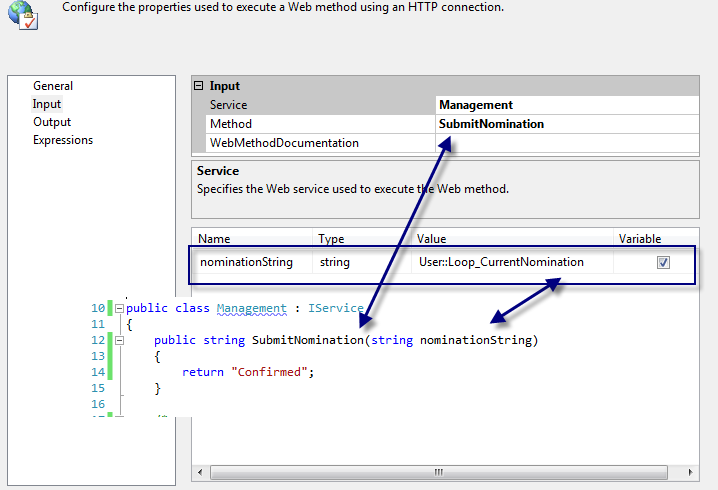 Configure the properties used to execute a Web method using an HTTP connection.
General
Input
Output
Expressions
Input
Service Management
Method SubmitNomination
WebMethodDocumentation
Service
Specifies the Web service used to execute the Web method.
Name Type Value Variable
nominationString string User::Loop_CurrentNomination
10 public class Management : IService
11 {
12 public string SubmitNomination(string nominationString)
13 {
14 return "Confirmed";
15 }
16